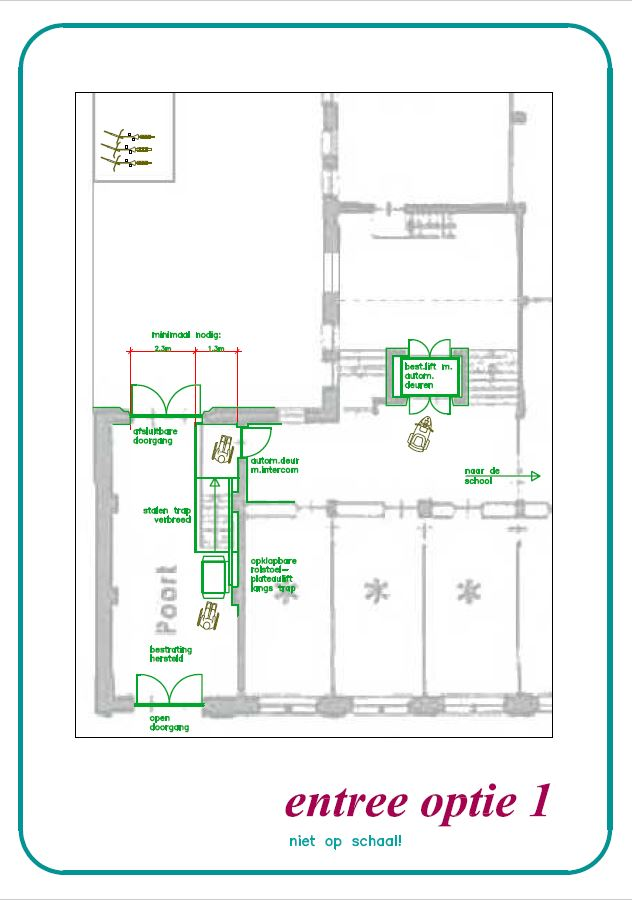 minimaal nodig:
2.3m 1.3m
best.lift m.
autom.
deuren
afsluitbare
doorgang
autom.deur
m.intercom
naar de
school
stalen trap
verbreed
opklapbare
rolstoel-
plateaulift
langs trap
Poort
bestrating
hersteld
open
doorgang
entree optie 1
niet op schaal!